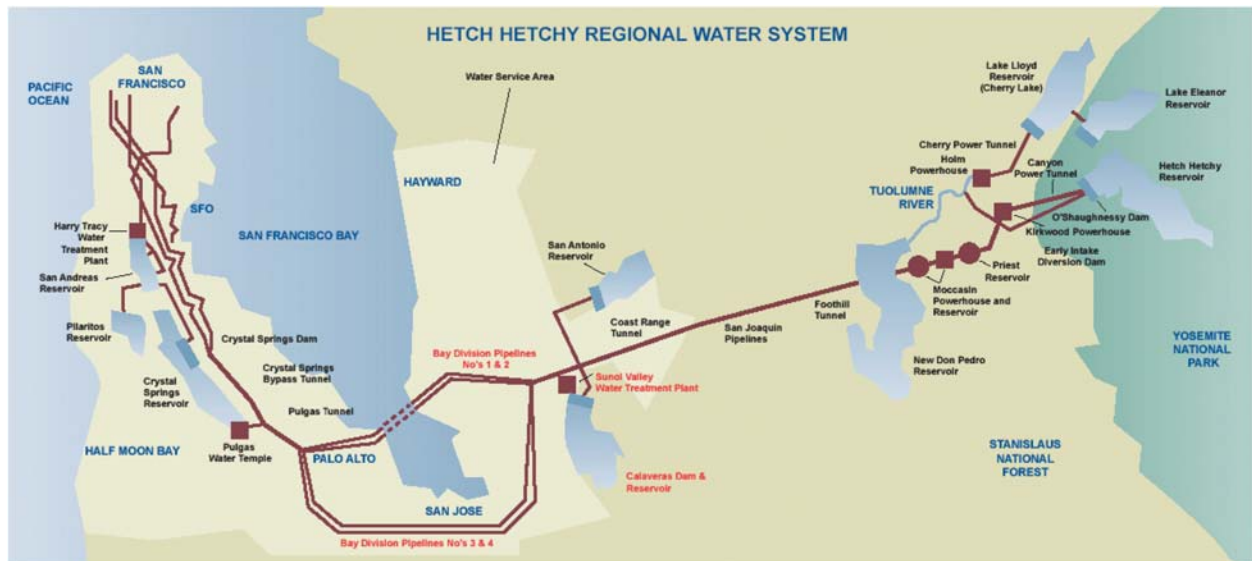 HETCH HETCHY REGIONAL WATER SYSTEM
PACIFIC
OCEAN
SAN
FRANCISCO
Water Service Area
Lake Lloyd
Reservoir
(Cherry Lake)
Lake Eleanor
Reservoir
Cherry Power Tunnel
Holm
Powerhouse
Canyon
Power Tunnel
Hetch Hetchy
Reservoir
HAYWARD
TUOLUMNE
RIVER
SFO
O'Shaughnessy Dam
Kirkwood Powerhouse
SAN FRANCISCO BAY
Harry Tracy
Water
Treatment
Plant
San Antonio
Reservoir
Early Intake
Diversion Dam
Priest
Reservoir
San Andreas
Reservoir
Moccasin
Powerhouse and
Reservoir
Foothill
Tunnel
Pilaritos
Reservoir
Coast Range
Tunnel
San Joaquin
Pipelines
Crystal Springs Dam
YOSEMITE
NATIONAL
PARK
Bay Division Pipelines
No's 1 & 2
New Don Pedro
Reservoir
Crystal Springs
Bypass Tunnel
Sunol Valley
Water Treatment Plant
Crystal
Springs
Reservoir
Pulgas Tunnel
HALF MOON BAY
Pulgas
Water Temple
PALO ALTO
STANISLAUS
NATIONAL
FOREST
Calaveras Dam &
Reservoir
SAN JOSE
Bay Division Pipelines No's 3 & 4